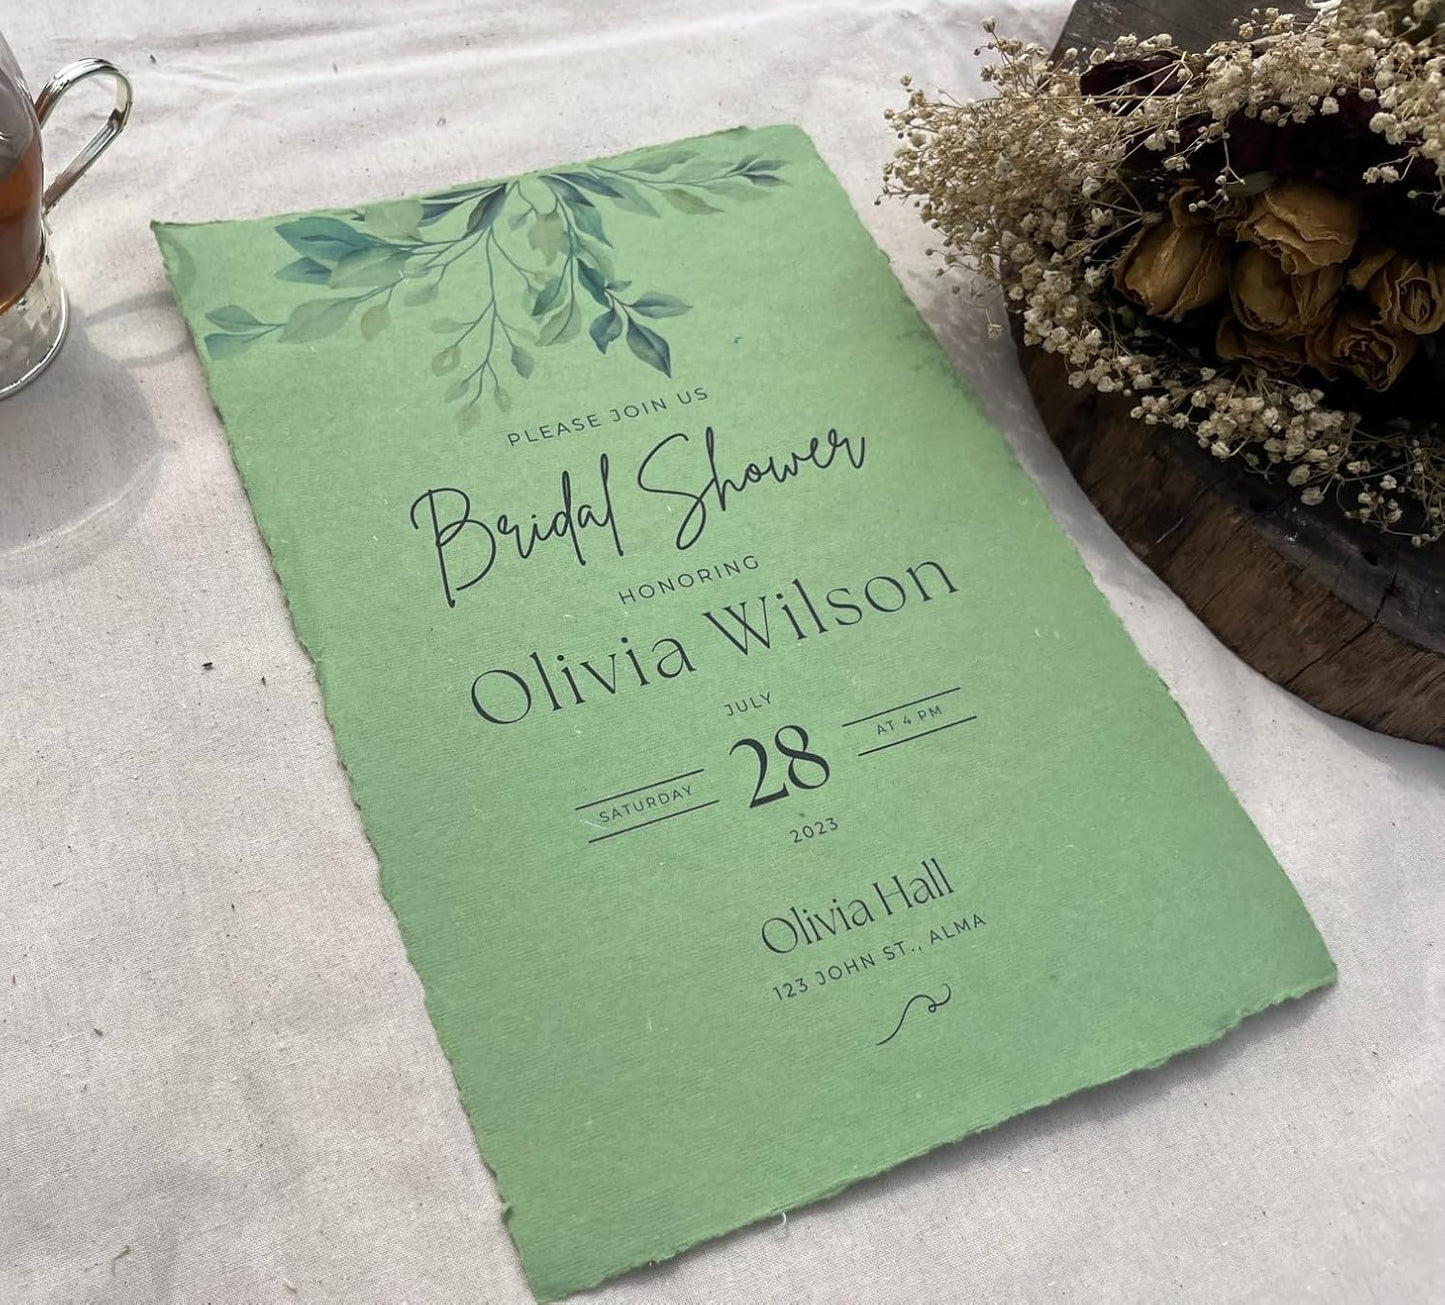 PLEASE JOIN US
Bridal Shower
HONORING
Olivia Wilson
JULY
SATURDAY 28 AT 4 PM
2023
Olivia Hall
123 JOHN ST., ALMA